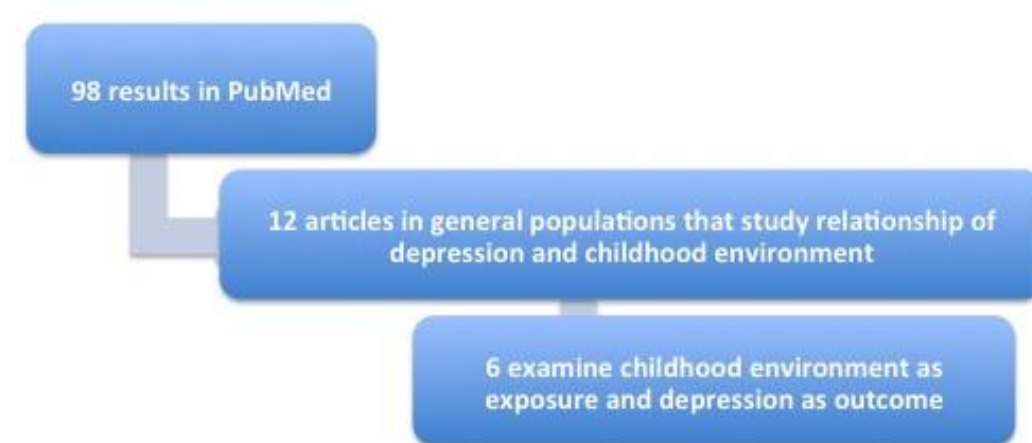 98 results in PubMed
12 articles in general populations that study relationship of
depression and childhood environment
6 examine childhood environment as
exposure and depression as outcome